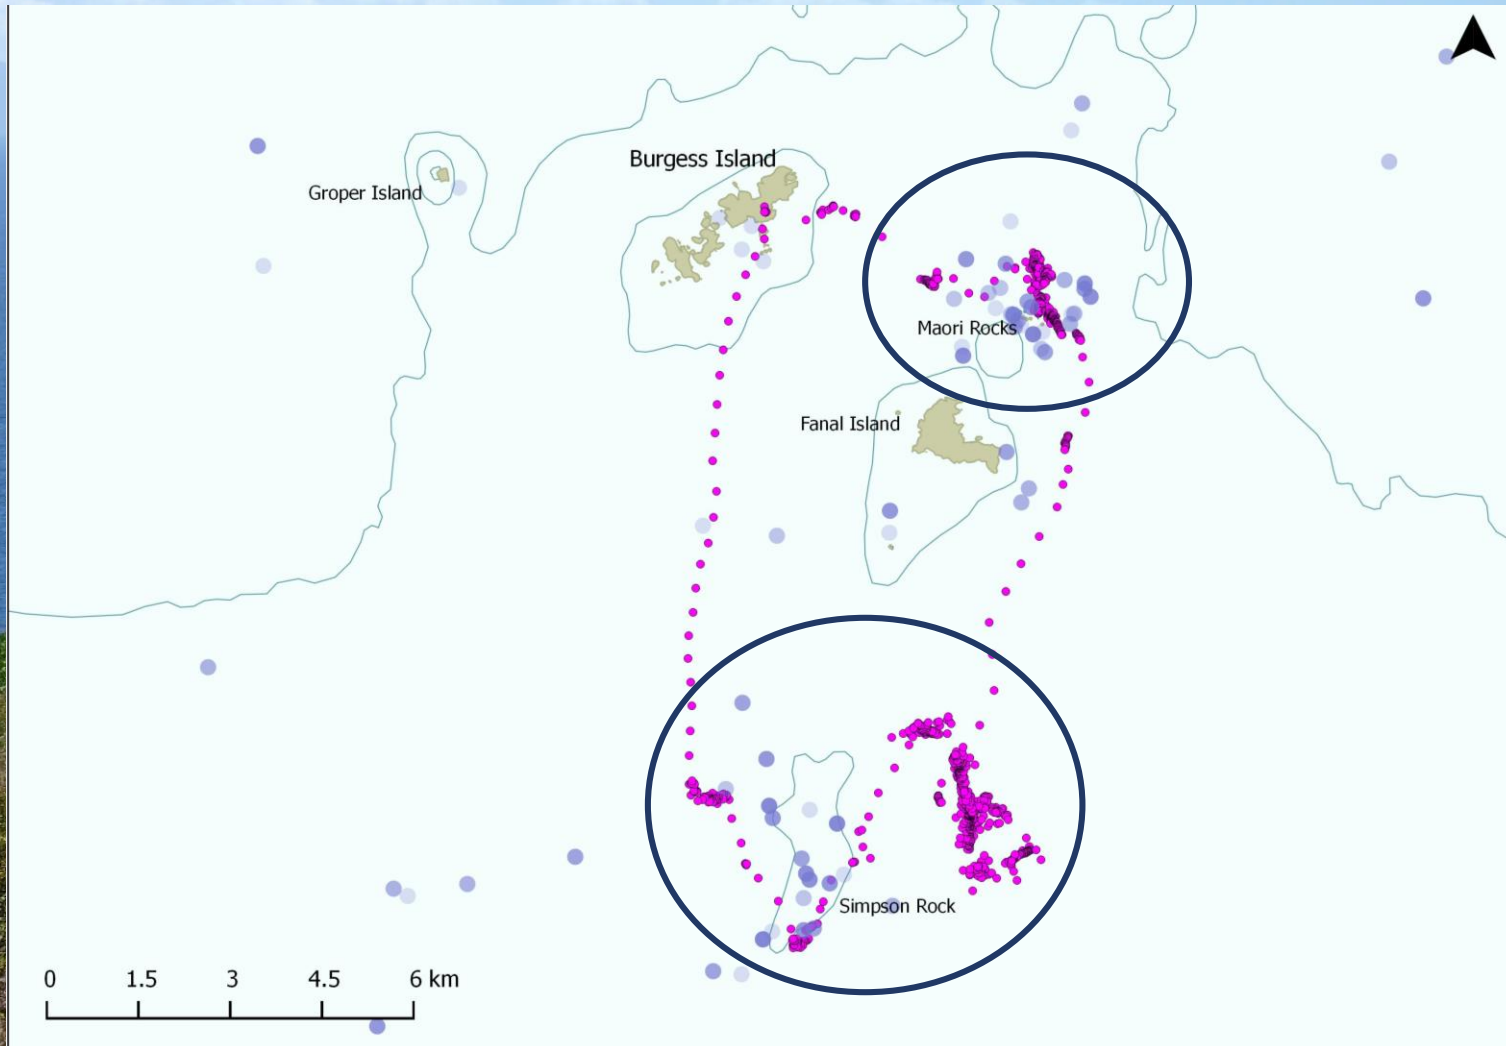 Burgess Island
Groper Island
Maori Rocks
Fanal Island
Simpson Rock
0 1.5 3 4.5 6 km